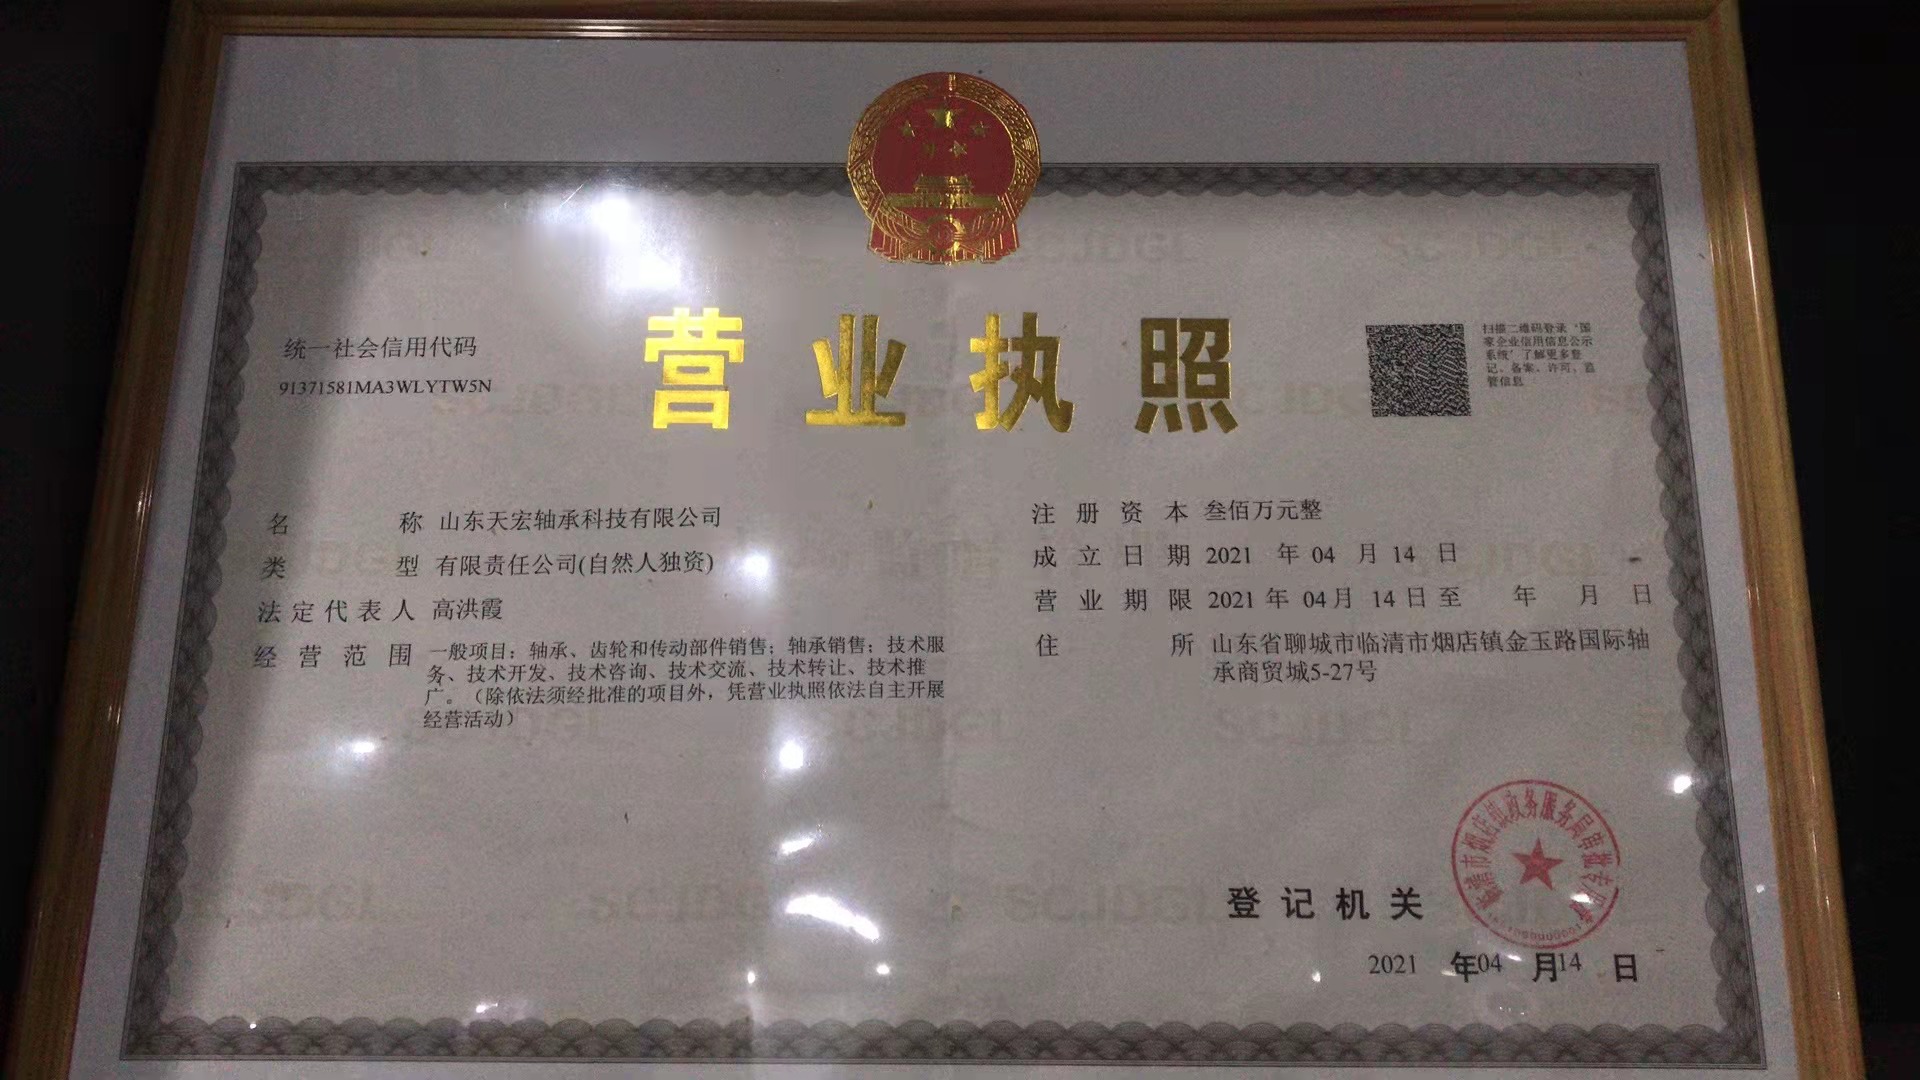 营业执照
统一社会信用代码
91371581MA3WLYTW5N
扫描二维码登录‘国
家企业信用信息公示
系统’了解更多登
记、备案、许可、监
管信息
名称 山东天宏轴承科技有限公司
类型 有限责任公司(自然人独资)
法定代表人 高洪霞
经营范围 一般项目：轴承、齿轮和传动部件销售；轴承销售；技术服
务、技术开发、技术咨询、技术交流、技术转让、技术推
广。（除依法须经批准的项目外，凭营业执照依法自主开展
经营活动）
注册资本 叁佰万元整
成立日期 2021 年 04 月 14 日
营业期限 2021 年 04月 14 日 至 年 月 日
住所 山东省聊城市临清市烟店镇金玉路国际轴
承商贸城5-27号
登记机关
2021 年04 月14 日